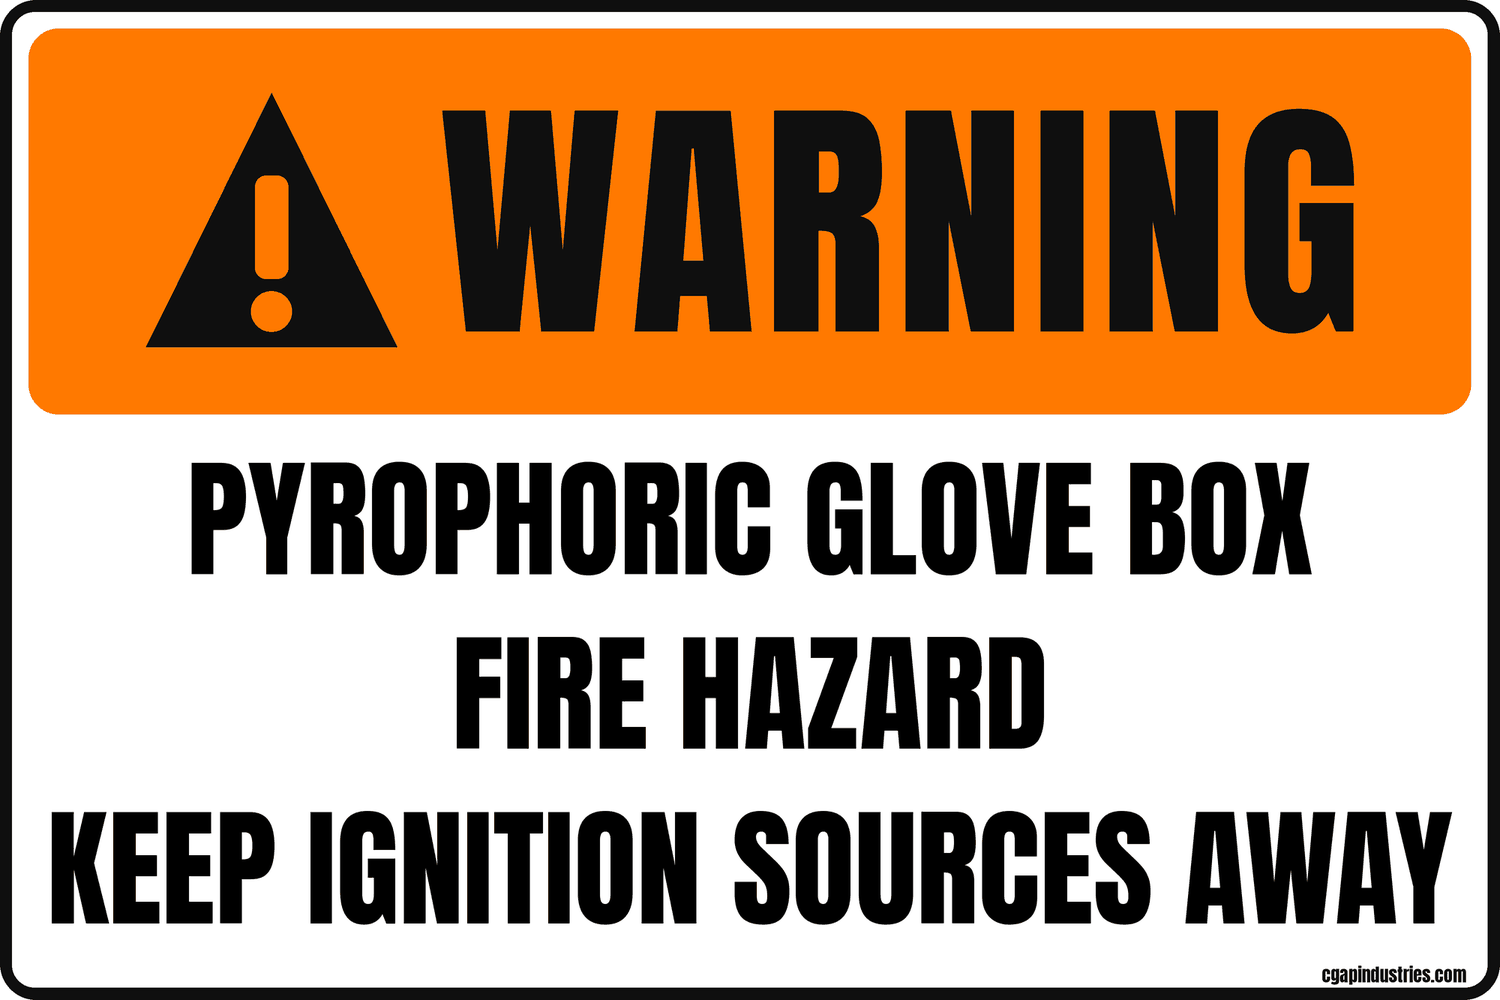 WARNING
PYROPHORIC GLOVE BOX
FIRE HAZARD
KEEP IGNITION SOURCES AWAY
cgapindustries.com